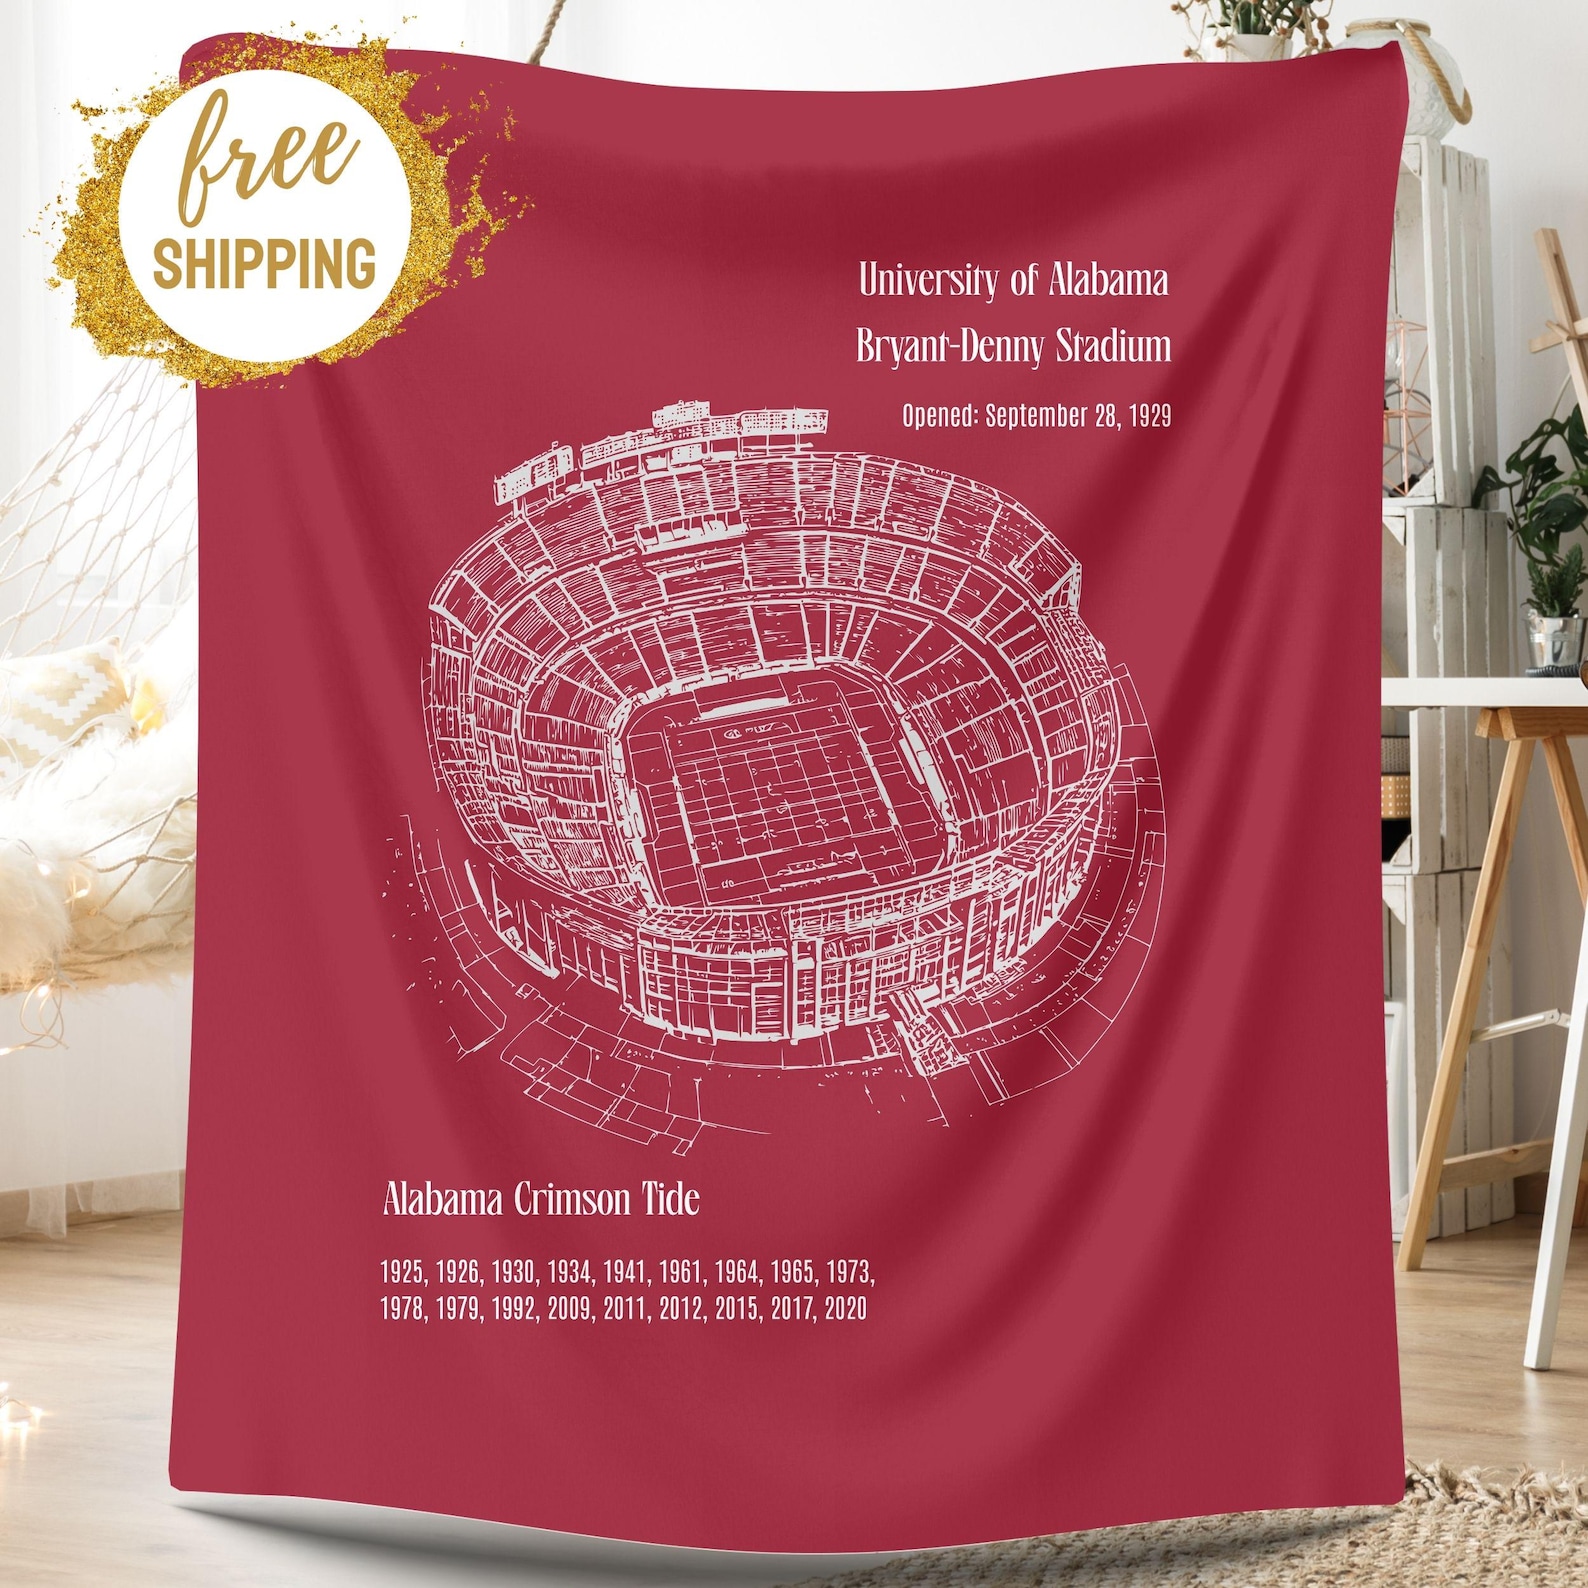 free
SHIPPING
University of Alabama
Bryant-Denny Stadium
Opened: September 28, 1929
Alabama Crimson Tide
1925, 1926, 1930, 1934, 1941, 1961, 1964, 1965, 1973,
1978, 1979, 1992, 2009, 2011, 2012, 2015, 2017, 2020